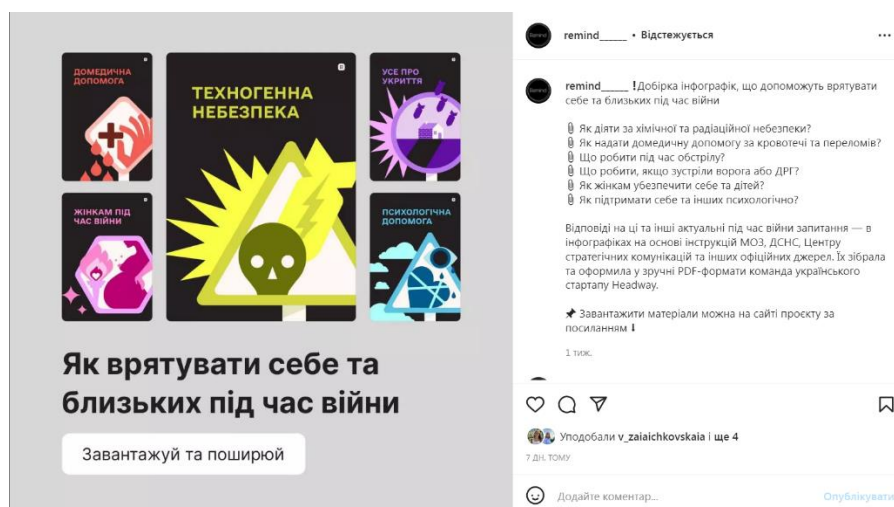 ДОМЕДИЧНА
ДОПОМОГА
ТЕХНОГЕННА
НЕБЕЗПЕКА
УСЕ ПРО
УКРИТТЯ
ЖІНКАМ ПІД
ЧАС ВІЙНИ
ПСИХОЛОГІЧНА
ДОПОМОГА
Як врятувати себе та
близьких під час війни
Завантажуй та поширюй
remind______ • Відстежується
remind______ ❗Добірка інфографік, що допоможуть врятувати
себе та близьких під час війни
Як діяти за хімічної та радіаційної небезпеки?
Як надати домедичну допомогу за кровотечі та переломів?
Що робити під час обстрілу?
Що робити, якщо зустріли ворога або ДРГ?
Як жінкам убезпечити себе та дітей?
Як підтримати себе та інших психологічно?
Відповіді на ці та інші актуальні під час війни запитання — в
інфографіках на основі інструкцій МОЗ, ДСНС, Центру
стратегічних комунікацій та інших офіційних джерел. Їх зібрала
та оформила у зручні PDF-формати команда українського
стартапу Headway.
📌 Завантажити матеріали можна на сайті проєкту за
посиланням ⬇
1 тиж.
Уподобали v_zaiaichkovskaia і ще 4
7 ДН. ТОМУ
Додайте коментар...
Опублікувати